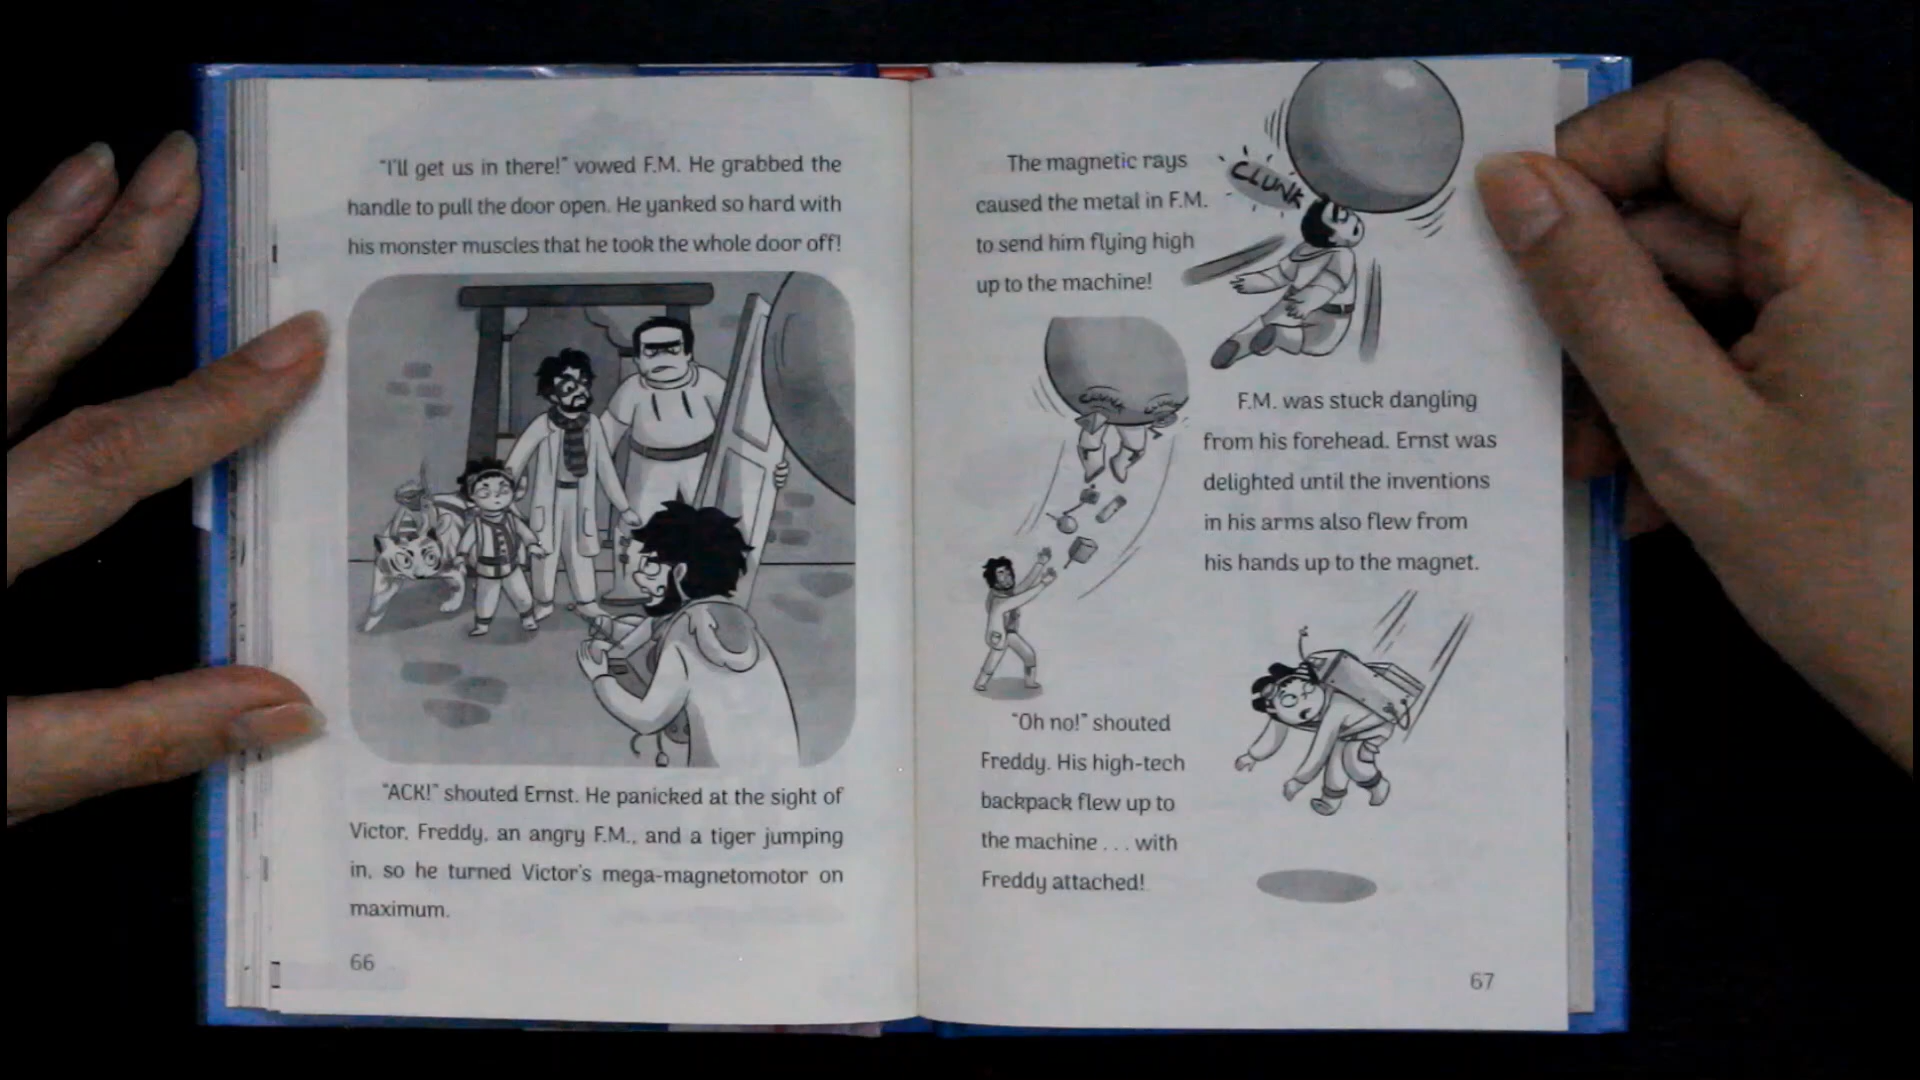 "I'll get us in there!" vowed F.M. He grabbed the
handle to pull the door open. He yanked so hard with
his monster muscles that he took the whole door off!
"ACK!" shouted Ernst. He panicked at the sight of
Victor, Freddy, an angry F.M., and a tiger jumping
in, so he turned Victor's mega-magnetomotor on
maximum.
66
The magnetic rays
caused the metal in F.M.
to send him flying high
up to the machine!
CLUNK
F.M. was stuck dangling
from his forehead. Ernst was
delighted until the inventions
in his arms also flew from
his hands up to the magnet.
"Oh no!" shouted
Freddy. His high-tech
backpack flew up to
the machine . . . with
Freddy attached!
67